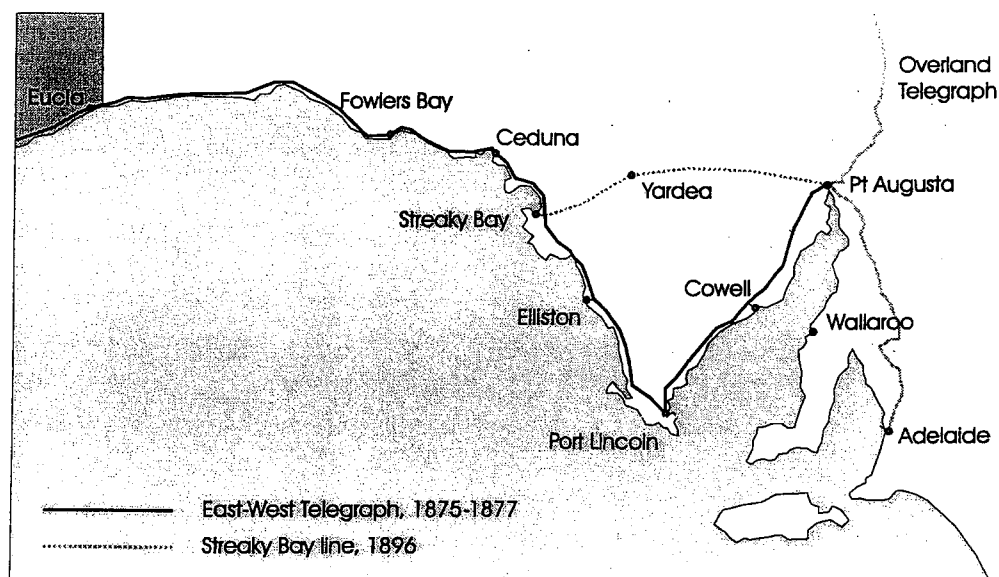 Overland
Telegraph
Eucla
Fowlers Bay
Ceduna
Yardea
Pt Augusta
Streaky Bay
Cowell
Elliston
Wallaroo
Port Lincoln
Adelaide
East-West Telegraph, 1875-1877
Streaky Bay line, 1896